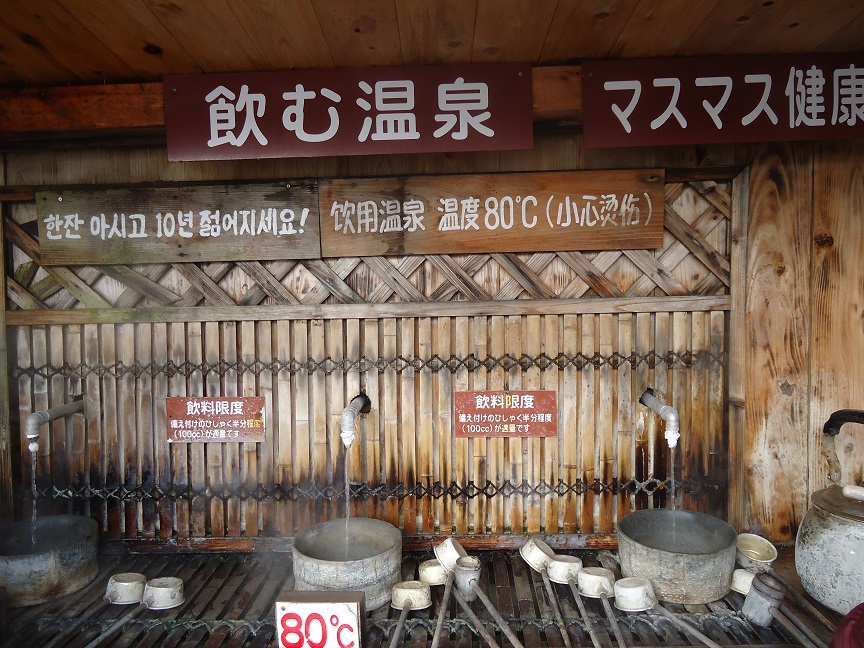 飲む温泉
マスマス健康
한잔 아시고 10년 젊어지세요!
饮用温泉 温度80℃(小心烫伤)
飲料限度
備え付けのひしゃく半分程度
(100cc)が適量です
飲料限度
備え付けのひしゃく半分程度
(100cc)が適量です
80℃